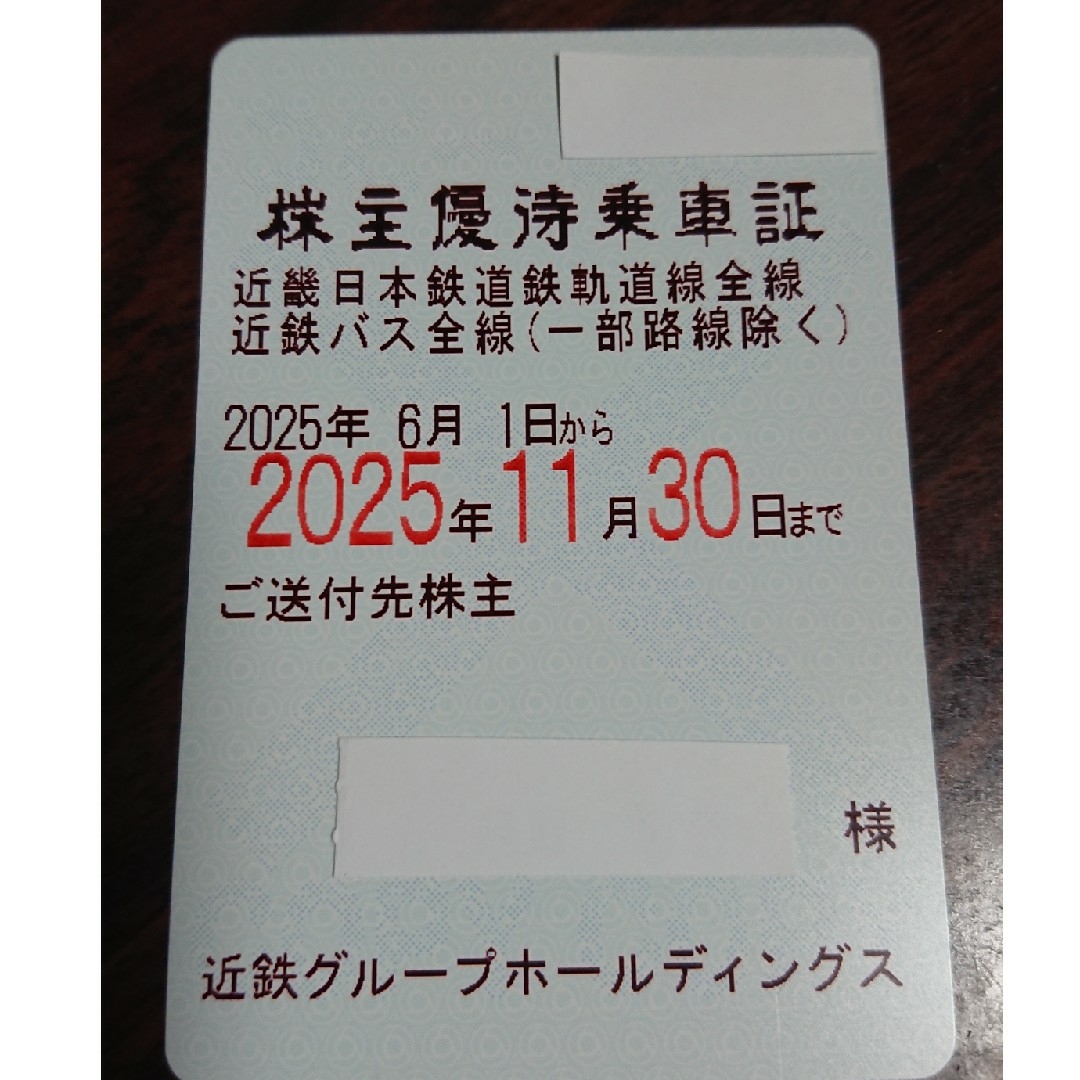 株主優待乗車証
近畿日本鉄道鉄軌道線全線
近鉄バス全線(一部路線除く)
2025年 6月 1日から
2025年11月30日まで
ご送付先株主
様
近鉄グループホールディングス